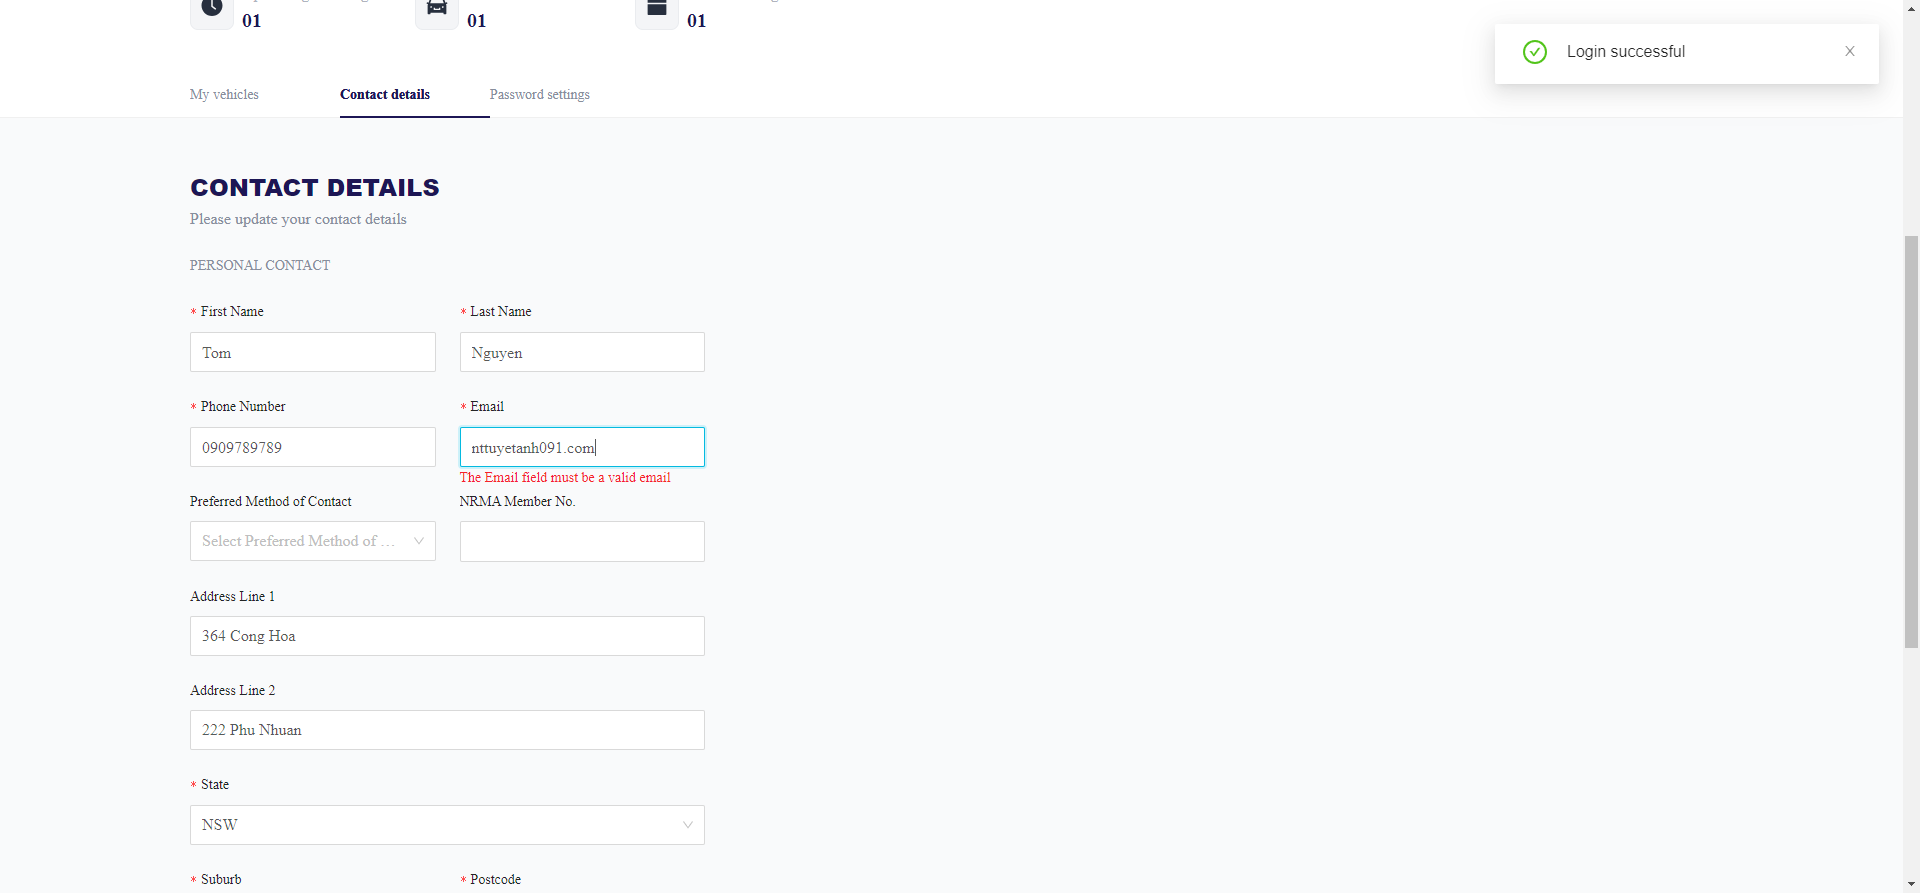 01
01
01
Login successful
My vehicles
Contact details
Password settings
CONTACT DETAILS
Please update your contact details
PERSONAL CONTACT
* First Name
* Last Name
Tom
Nguyen
* Phone Number
* Email
0909789789
nttuyetanh091.com
The Email field must be a valid email
Preferred Method of Contact
NRMA Member No.
Select Preferred Method of ...
Address Line 1
364 Cong Hoa
Address Line 2
222 Phu Nhuan
* State
NSW
* Suburb
* Postcode